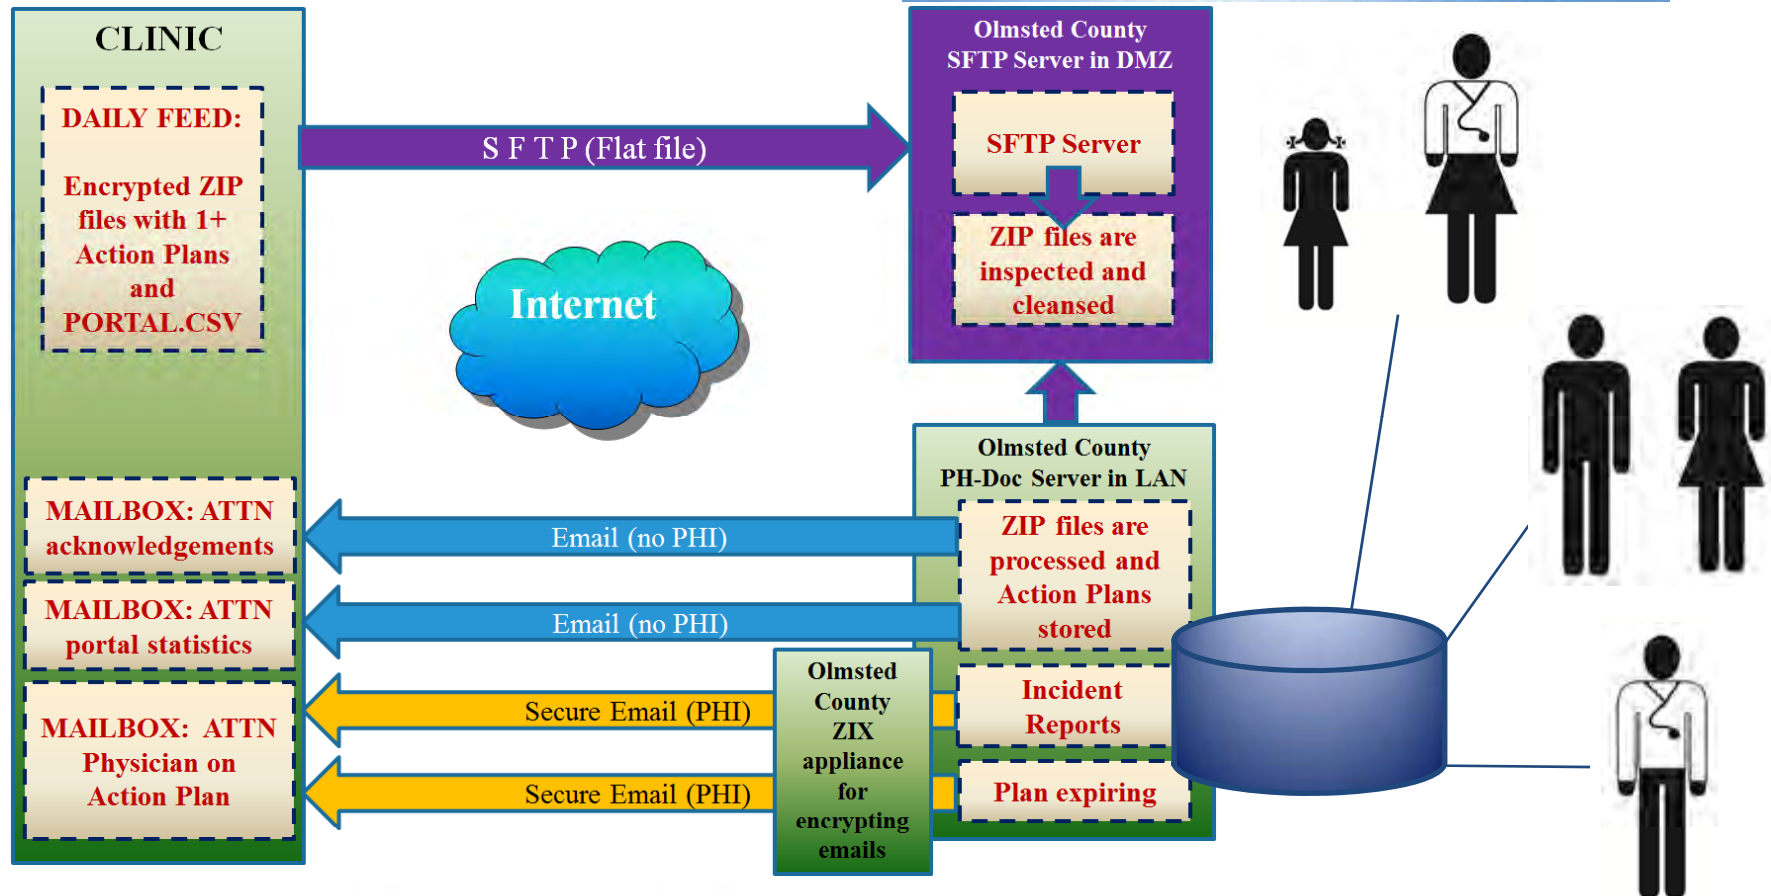 CLINIC
DAILY FEED:
Encrypted ZIP
files with 1+
Action Plans
and
PORTAL.CSV
S F T P (Flat file)
Olmsted County
SFTP Server in DMZ
SFTP Server
ZIP files are
inspected and
cleansed
Internet
Olmsted County
PH-Doc Server in LAN
ZIP files are
processed and
Action Plans
stored
Incident
Reports
Plan expiring
MAILBOX: ATTN
acknowledgements
Email (no PHI)
MAILBOX: ATTN
portal statistics
Email (no PHI)
MAILBOX: ATTN
Physician on
Action Plan
Secure Email (PHI)
Secure Email (PHI)
Olmsted
County
ZIX
appliance
for
encrypting
emails